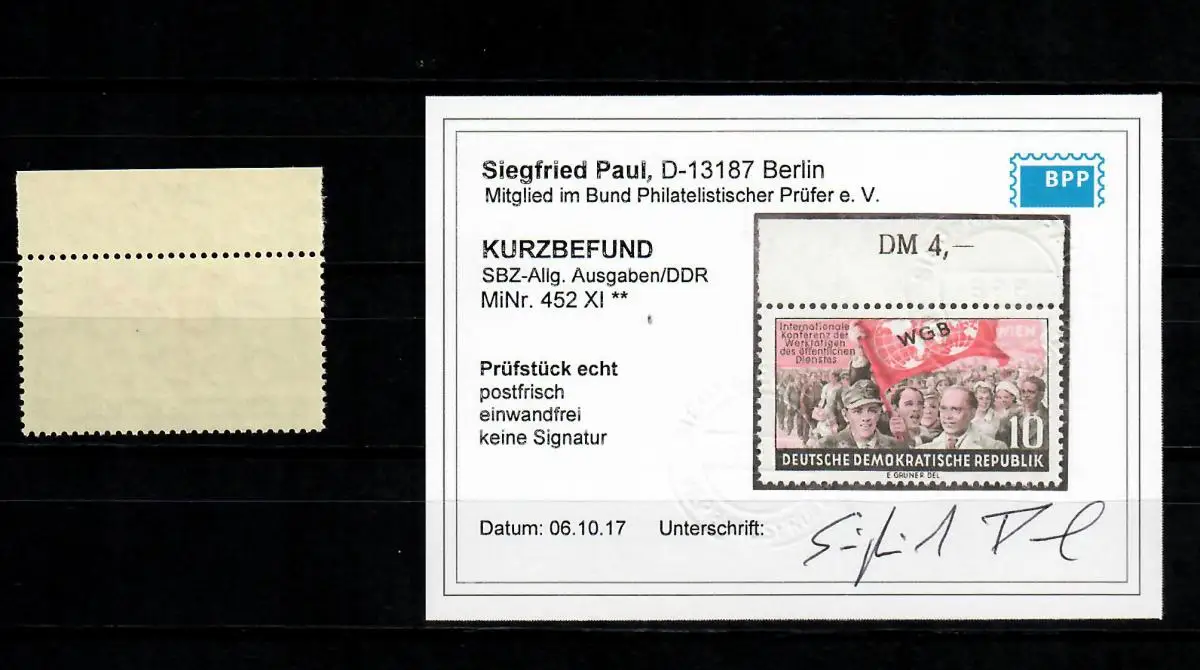 Siegfried Paul, D-13187 Berlin
Mitglied im Bund Philatelistischer Prüfer e. V.
BPP
KURZBEFUND
SBZ-Allg. Ausgaben/DDR
MiNr. 452 XI **
Prüfstück echt
postfrisch
einwandfrei
keine Signatur
Datum: 06.10.17 Unterschrift:
DM 4,—
Internationale
Konferenz der
Werktätigen
des öffentlichen
Dienstes
WGB
WIEN
10
DEUTSCHE DEMOKRATISCHE REPUBLIK
E. GRUNER DEL.